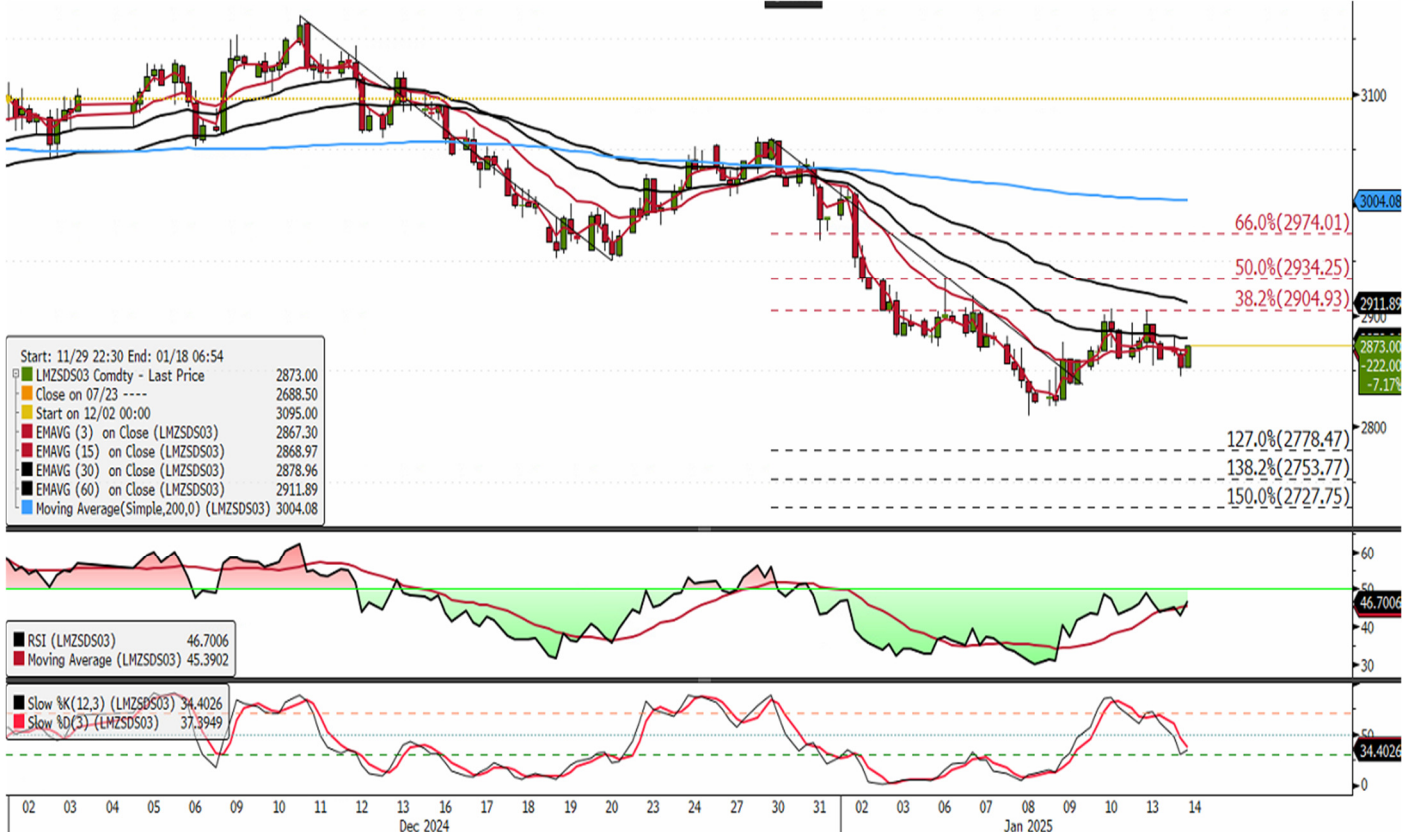 3100
3004.08
66.0%(2974.01)
50.0%(2934.25)
38.2%(2904.93)
2911.89
2900
2873.00
-222.00
-7.17%
2800
127.0%(2778.47)
138.2%(2753.77)
150.0%(2727.75)
Start: 11/29 22:30 End: 01/18 06:54
LMZSDS03 Comdty - Last Price 2873.00
Close on 07/23 ---- 2688.50
Start on 12/02 00:00 3095.00
EMAVG (3) on Close (LMZSDS03) 2867.30
EMAVG (15) on Close (LMZSDS03) 2868.97
EMAVG (30) on Close (LMZSDS03) 2878.96
EMAVG (60) on Close (LMZSDS03) 2911.89
Moving Average(Simple,200,0) (LMZSDS03) 3004.08
60
50
46.7006
40
30
RSI (LMZSDS03) 46.7006
Moving Average (LMZSDS03) 45.3902
Slow %K(12,3) (LMZSDS03) 34.4026
Slow %D(3) (LMZSDS03) 37.3949
50
34.4026
0
02 03 04 05 06 09 10 11 12 13 16 17 18 19 20 23 24 27 30 31 02 03 06 07 08 09 10 13 14
Dec 2024 Jan 2025